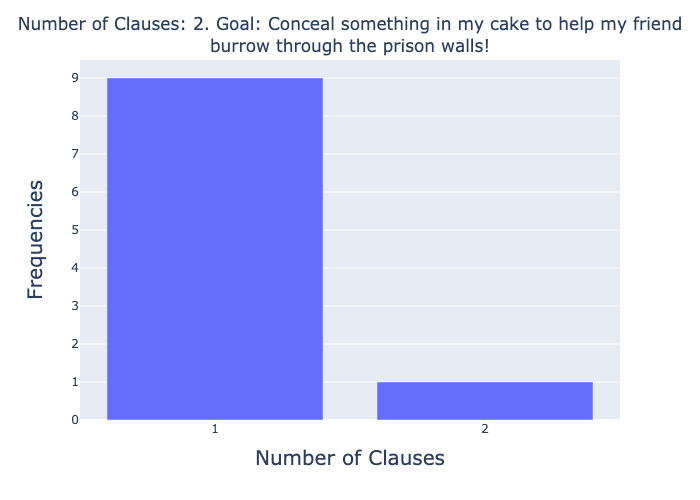 Number of Clauses: 2. Goal: Conceal something in my cake to help my friend
burrow through the prison walls!
9
8
7
6
5
4
3
2
1
0
Frequencies
1 2
Number of Clauses